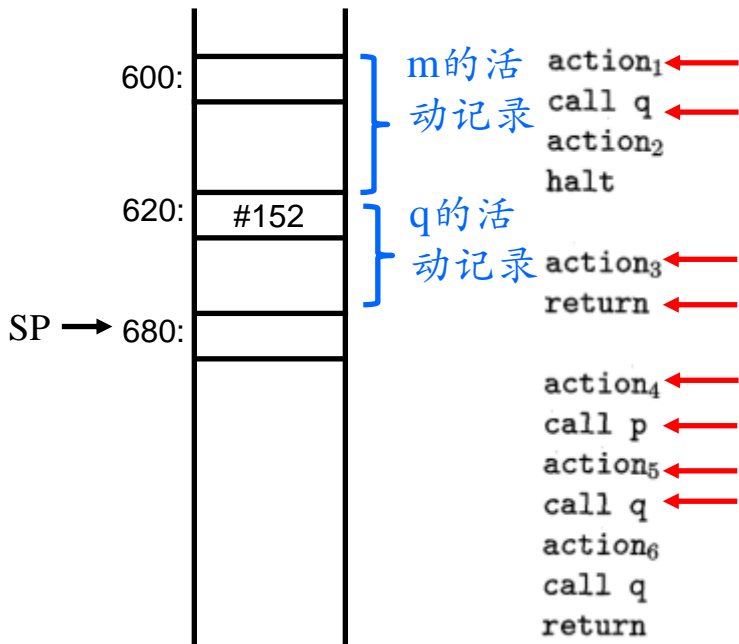 600:
620:
#152
SP
680:
m的活
动记录
q的活
动记录
action₁
call q
action₂
halt
action₃
return
action₄
call p
action₅
call q
action₆
call q
return